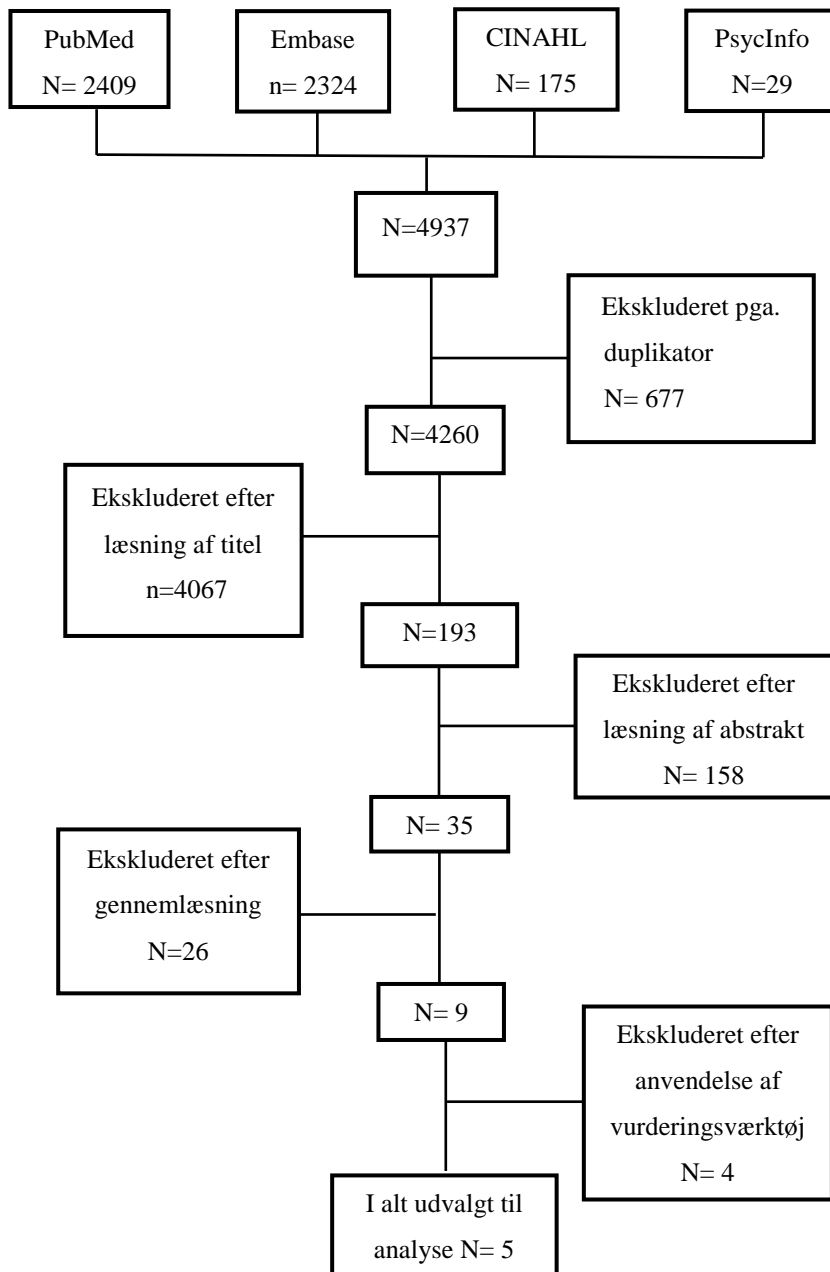 PubMed
N= 2409
Embase
n= 2324
CINAHL
N= 175
PsycInfo
N=29
N=4937
Ekskluderet pga.
duplikator
N= 677
N=4260
Ekskluderet efter
læsning af titel
n=4067
N=193
Ekskluderet efter
læsning af abstrakt
N= 158
N= 35
Ekskluderet efter
gennemlæsning
N=26
N= 9
Ekskluderet efter
anvendelse af
vurderingsværktøj
N= 4
I alt udvalgt til
analyse N= 5